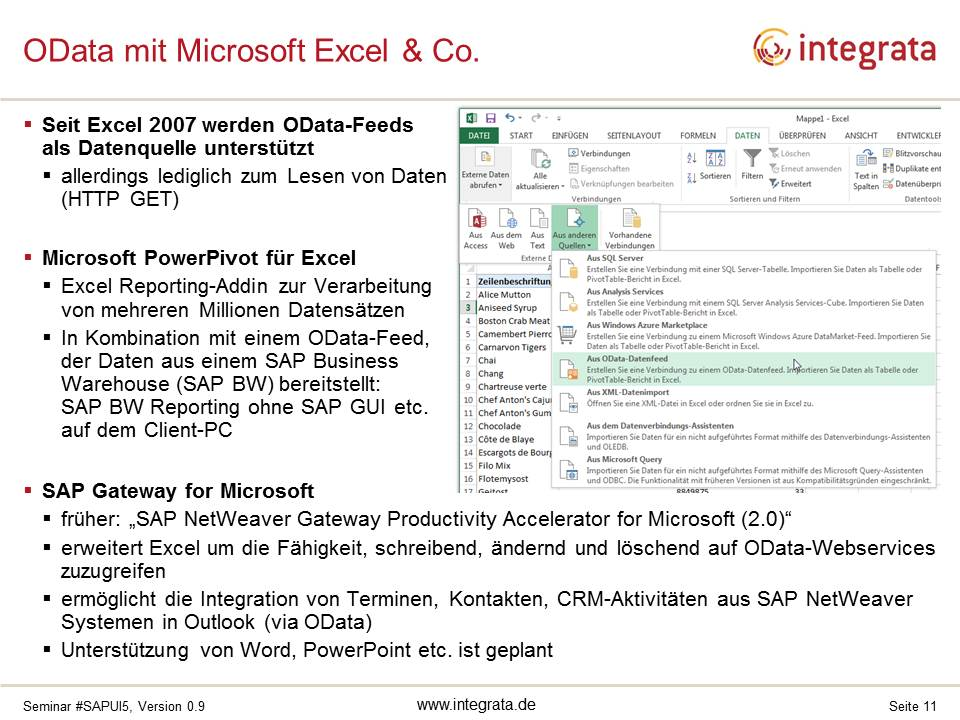 OData mit Microsoft Excel & Co.
integrata
Seit Excel 2007 werden OData-Feeds
als Datenquelle unterstützt
allerdings lediglich zum Lesen von Daten
(HTTP GET)
Microsoft PowerPivot für Excel
Excel Reporting-Addin zur Verarbeitung
von mehreren Millionen Datensätzen
In Kombination mit einem OData-Feed,
der Daten aus einem SAP Business
Warehouse (SAP BW) bereitstellt:
SAP BW Reporting ohne SAP GUI etc.
auf dem Client-PC
Mappe1 - Excel
DATEI START EINFÜGEN SEITENLAYOUT FORMELN DATEN ÜBERPRÜFEN ANSICHT ENTWICKLER
Externe Daten
abrufen
Alle
aktualisieren
Verbindungen
Eigenschaften
Verknüpfungen bearbeiten
Verbindungen
Sortieren
Filtern
Löschen
Erneut anwenden
Erweitert
Sortieren und Filtern
Text in
Spalten
Blitzvorschau
Duplikate ent
Datenüberprü
Datentools
Aus
Access
Aus dem
Web
Aus
Text
Aus anderen
Quellen
Vorhandene
Verbindungen
Externe D
Aus SQL Server
Erstellen Sie eine Verbindung mit einer SQL Server-Tabelle. Importieren Sie Daten als Tabelle oder
PivotTable-Bericht in Excel.
Aus Analysis Services
Erstellen Sie eine Verbindung mit einem SQL Server Analysis Services-Cube. Importieren Sie Daten
als Tabelle oder PivotTable-Bericht in Excel.
Aus Windows Azure Marketplace
Erstellen Sie eine Verbindung zu einem Microsoft Windows Azure DataMarket-Feed. Importieren Sie
Daten als Tabelle oder PivotTable-Bericht in Excel.
Aus OData-Datenfeed
Erstellen Sie eine Verbindung zu einem OData-Datenfeed. Importieren Sie Daten als Tabelle oder
PivotTable-Bericht in Excel.
Aus XML-Datenimport
Öffnen Sie eine XML-Datei in Excel oder ordnen Sie sie in Excel zu.
Aus dem Datenverbindungs-Assistenten
Importieren Sie Daten für ein nicht aufgeführtes Format mithilfe des Datenverbindungs-Assistenten
und OLEDB.
Aus Microsoft Query
Importieren Sie Daten für ein nicht aufgeführtes Format mithilfe des Microsoft Query-Assistenten
und ODBC. Die Funktionalität mit früheren Versionen ist aus Kompatibilitätsgründen eingeschränkt.
A
1 Zeilenbeschriftung
2 Alice Mutton
3 Aniseed Syrup
4 Boston Crab Meat
5 Camembert Pierro
6 Carnarvon Tigers
7 Chai
8 Chang
9 Chartreuse verte
10 Chef Anton's Caju
11 Chef Anton's Gum
12 Chocolade
13 Côte de Blaye
14 Escargots de Bourg
15 Filo Mix
16 Flotemysost
17 Geitost 8849875 33
SAP Gateway for Microsoft
früher: „SAP NetWeaver Gateway Productivity Accelerator for Microsoft (2.0)“
erweitert Excel um die Fähigkeit, schreibend, ändernd und löschend auf OData-Webservices
zuzugreifen
ermöglicht die Integration von Terminen, Kontakten, CRM-Aktivitäten aus SAP NetWeaver
Systemen in Outlook (via OData)
Unterstützung von Word, PowerPoint etc. ist geplant
Seminar #SAPUI5, Version 0.9
www.integrata.de
Seite 11